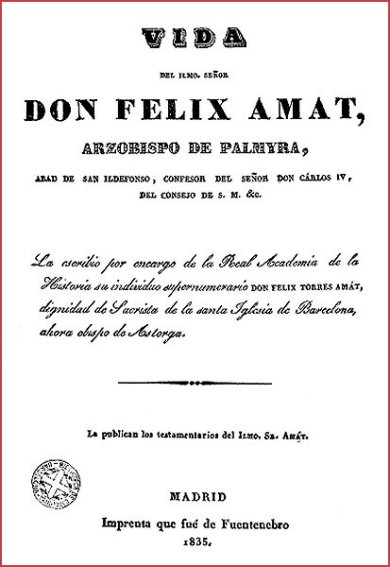 VIDA
DEL ILMO. SEÑOR
DON FELIX AMAT,
ARZOBISPO DE PALMYRA,
ABAD DE SAN ILDEFONSO, CONFESOR DEL SEÑOR DON CÁRLOS IV,
DEL CONSEJO DE S. M. &c.
La escribio por encargo de la Real Academia de la
Historia su individuo supernumerario DON FELIX TORRES AMÁT,
dignidad de Sacrista de la santa Iglesia de Barcelona,
ahora obispo de Astorga.
La publican los testamentarios del Ilmo. Sr. Amát.
MADRID
Imprenta que fué de Fuentenebro
1835.